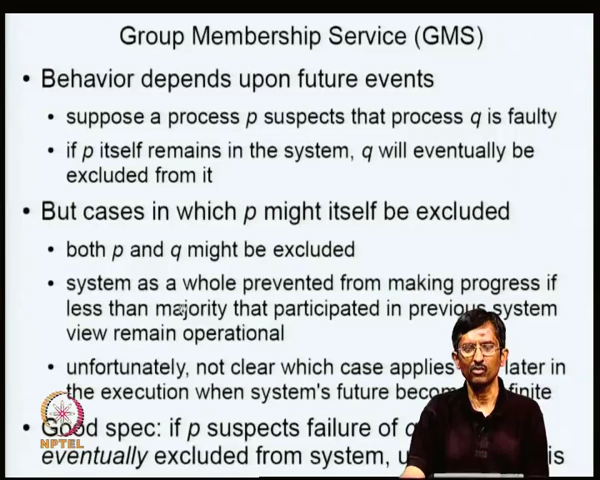 Group Membership Service (GMS)
• Behavior depends upon future events
• suppose a process p suspects that process q is faulty
• if p itself remains in the system, q will eventually be
excluded from it
• But cases in which p might itself be excluded
• both p and q might be excluded
• system as a whole prevented from making progress if
less than majority that participated in previous system
view remain operational
• unfortunately, not clear which case applies later in
the execution when system's future
• Good spec: if p suspects failure of
eventually excluded from system, is
NPTEL